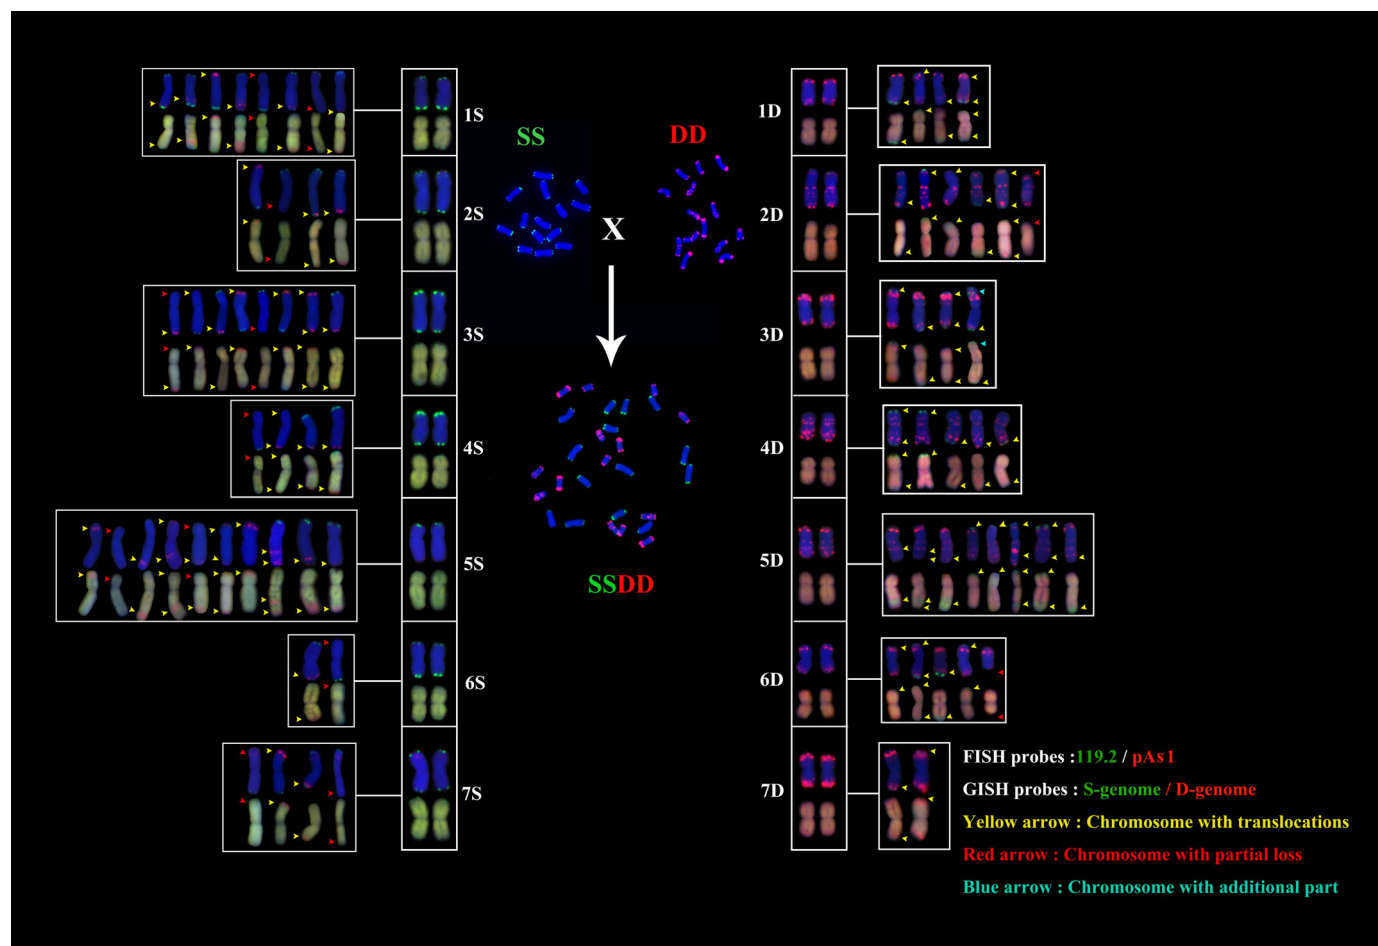 1S
2S
3S
4S
5S
6S
7S
SS
DD
X
SSDD
1D
2D
3D
4D
5D
6D
7D
FISH probes :119.2 / pAs1
GISH probes : S-genome / D-genome
Yellow arrow : Chromosome with translocations
Red arrow : Chromosome with partial loss
Blue arrow : Chromosome with additional part